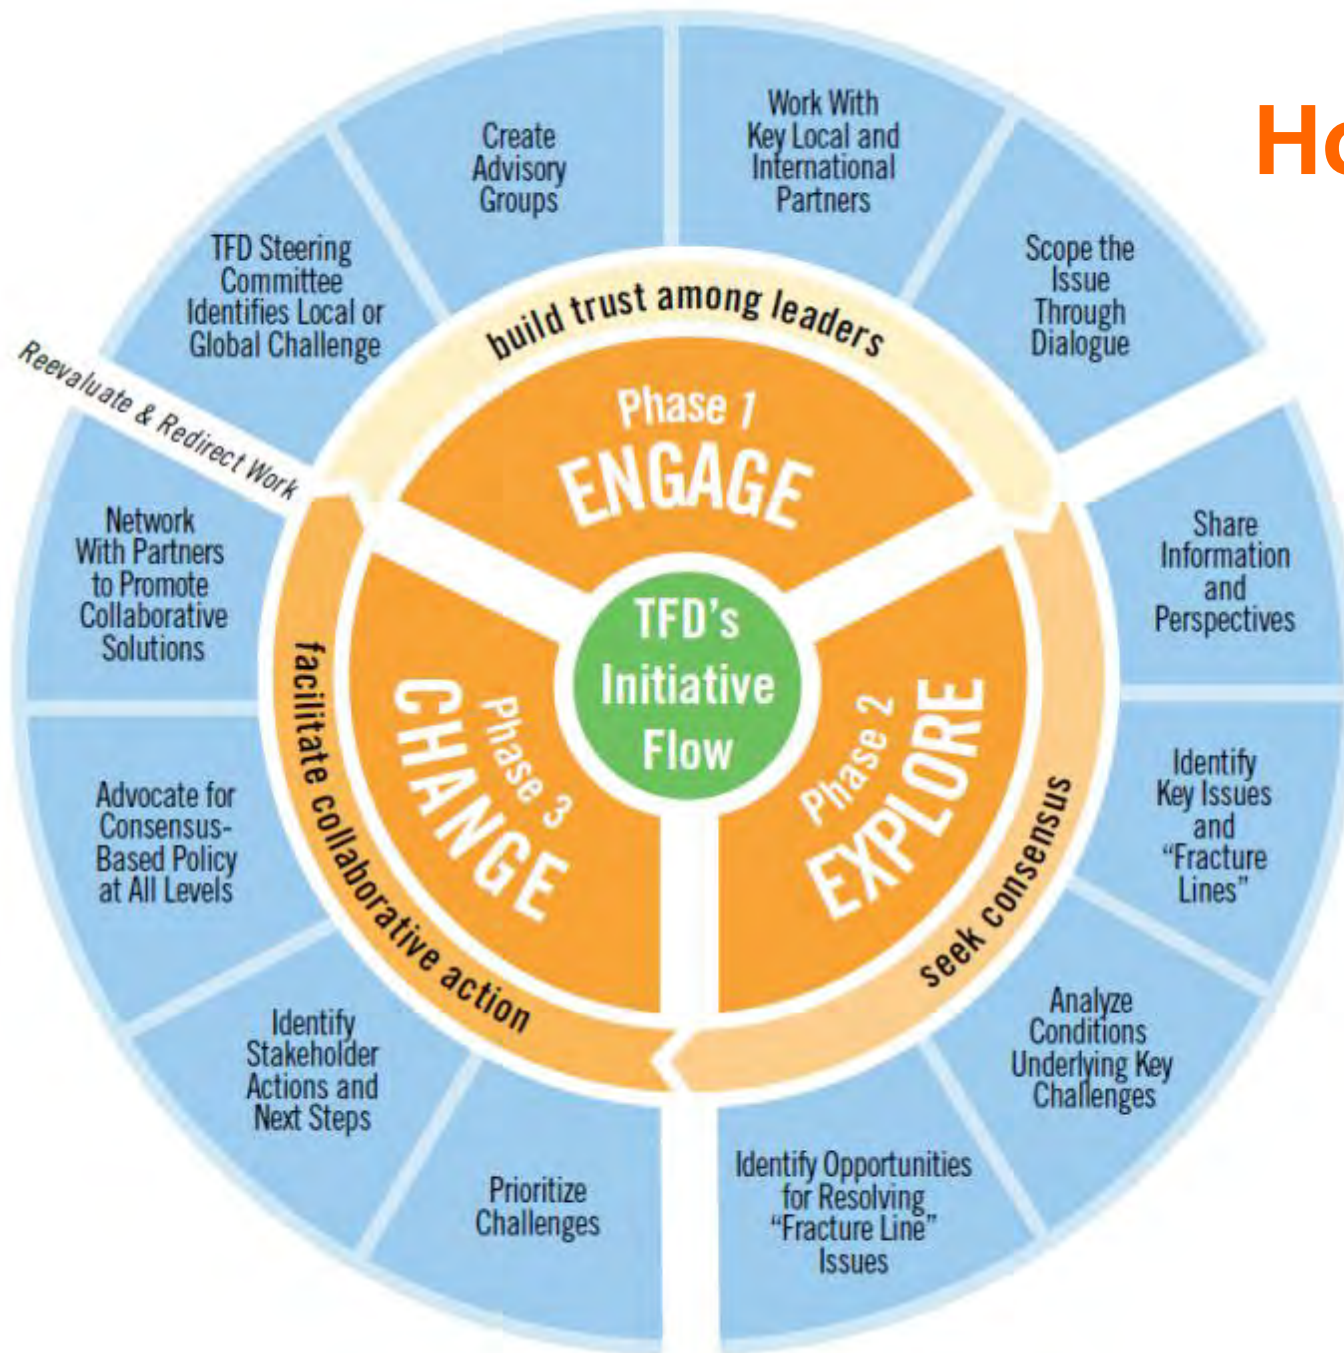 Ho
TFD Steering
Committee
Identifies Local or
Global Challenge
Create
Advisory
Groups
Work With
Key Local and
International
Partners
Scope the
Issue
Through
Dialogue
build trust among leaders
Phase 1
ENGAGE
TFD's
Initiative
Flow
Share
Information
and
Perspectives
Identify
Key Issues
and
“Fracture
Lines”
Analyze
Conditions
Underlying Key
Challenges
Identify Opportunities
for Resolving
“Fracture Line”
Issues
seek consensus
Phase 2
EXPLORE
Prioritize
Challenges
Identify
Stakeholder
Actions and
Next Steps
Advocate for
Consensus-
Based Policy
at All Levels
Network
With Partners
to Promote
Collaborative
Solutions
facilitate collaborative action
Phase 3
CHANGE
Reevaluate & Redirect Work